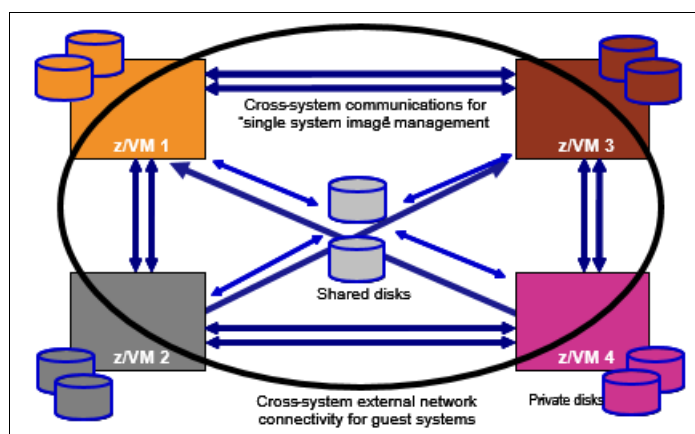 Cross-system communications for
"single system image" management
z/VM 1
z/VM 3
Shared disks
z/VM 2
z/VM 4
Cross-system external network
connectivity for guest systems
Private disks